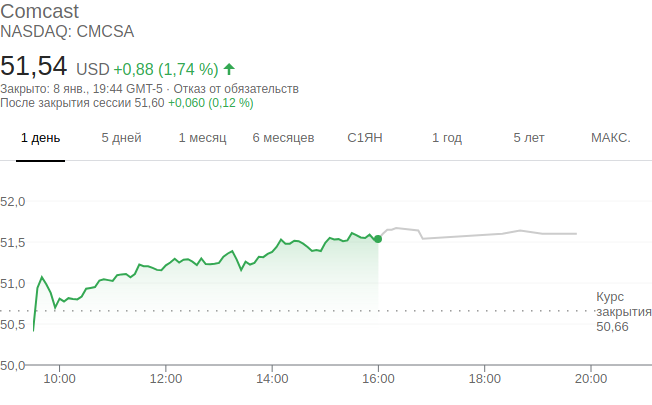 Comcast
NASDAQ: CMCSA
51,54 USD +0,88 (1,74 %)
Закрыто: 8 янв., 19:44 GMT-5 · Отказ от обязательств
После закрытия сессии 51,60 +0,060 (0,12 %)
1 день 5 дней 1 месяц 6 месяцев С1ЯН 1 год 5 лет МАКС.
52,0
51,5
51,0
Курс
закрытия
50,5
50,66
50,0
10:00 12:00 14:00 16:00 18:00 20:00